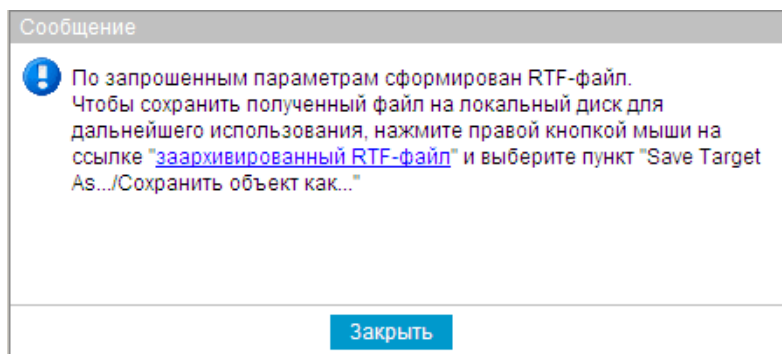 Сообщение
По запрошенным параметрам сформирован RTF-файл.
Чтобы сохранить полученный файл на локальный диск для
дальнейшего использования, нажмите правой кнопкой мыши на
ссылке "заархивированный RTF-файл" и выберите пункт "Save Target
As.../Сохранить объект как..."
Закрыть